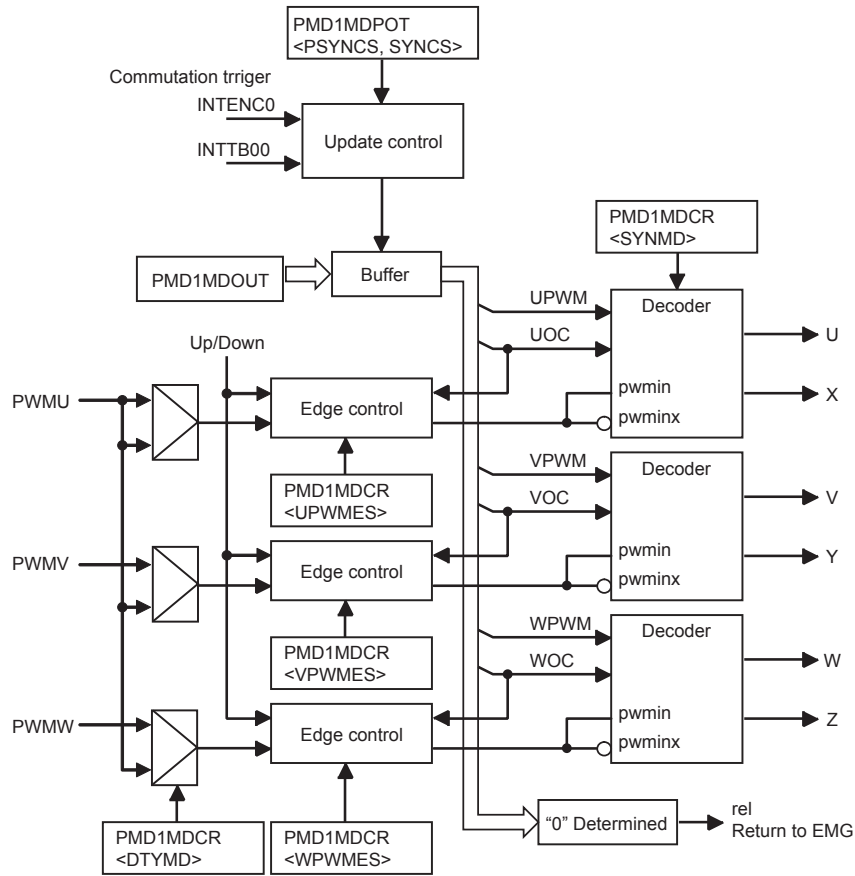 PMD1MDPOT
<PSYNCS, SYNCS>
Commutation trriger
INTENC0
INTTB00
Update control
PMD1MDCR
<SYNMD>
PMD1MDOUT
Buffer
UPWM
Decoder
UOC
U
Up/Down
PWMU
Edge control
pwmin
X
pwminx
PMD1MDCR
<UPWMES>
VPWM
Decoder
VOC
V
PWMV
Edge control
pwmin
Y
pwminx
PMD1MDCR
<VPWMES>
WPWM
Decoder
WOC
W
PWMW
Edge control
pwmin
Z
pwminx
PMD1MDCR
<DTYMD>
PMD1MDCR
<WPWMES>
“0” Determined
rel
Return to EMG